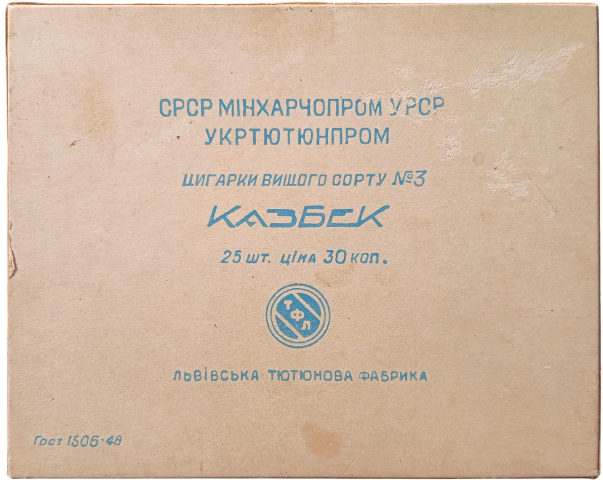 СРСР МІНХАРЧОПРОМ УРСР
УКРТЮТЮНПРОМ
ЦИГАРКИ ВИЩОГО СОРТУ №3
КАЗБЕК
25 шт. ціна 30 коп.
ТФЛ
ЛЬВІВСЬКА ТЮТЮНОВА ФАБРИКА
Гост 1506-48